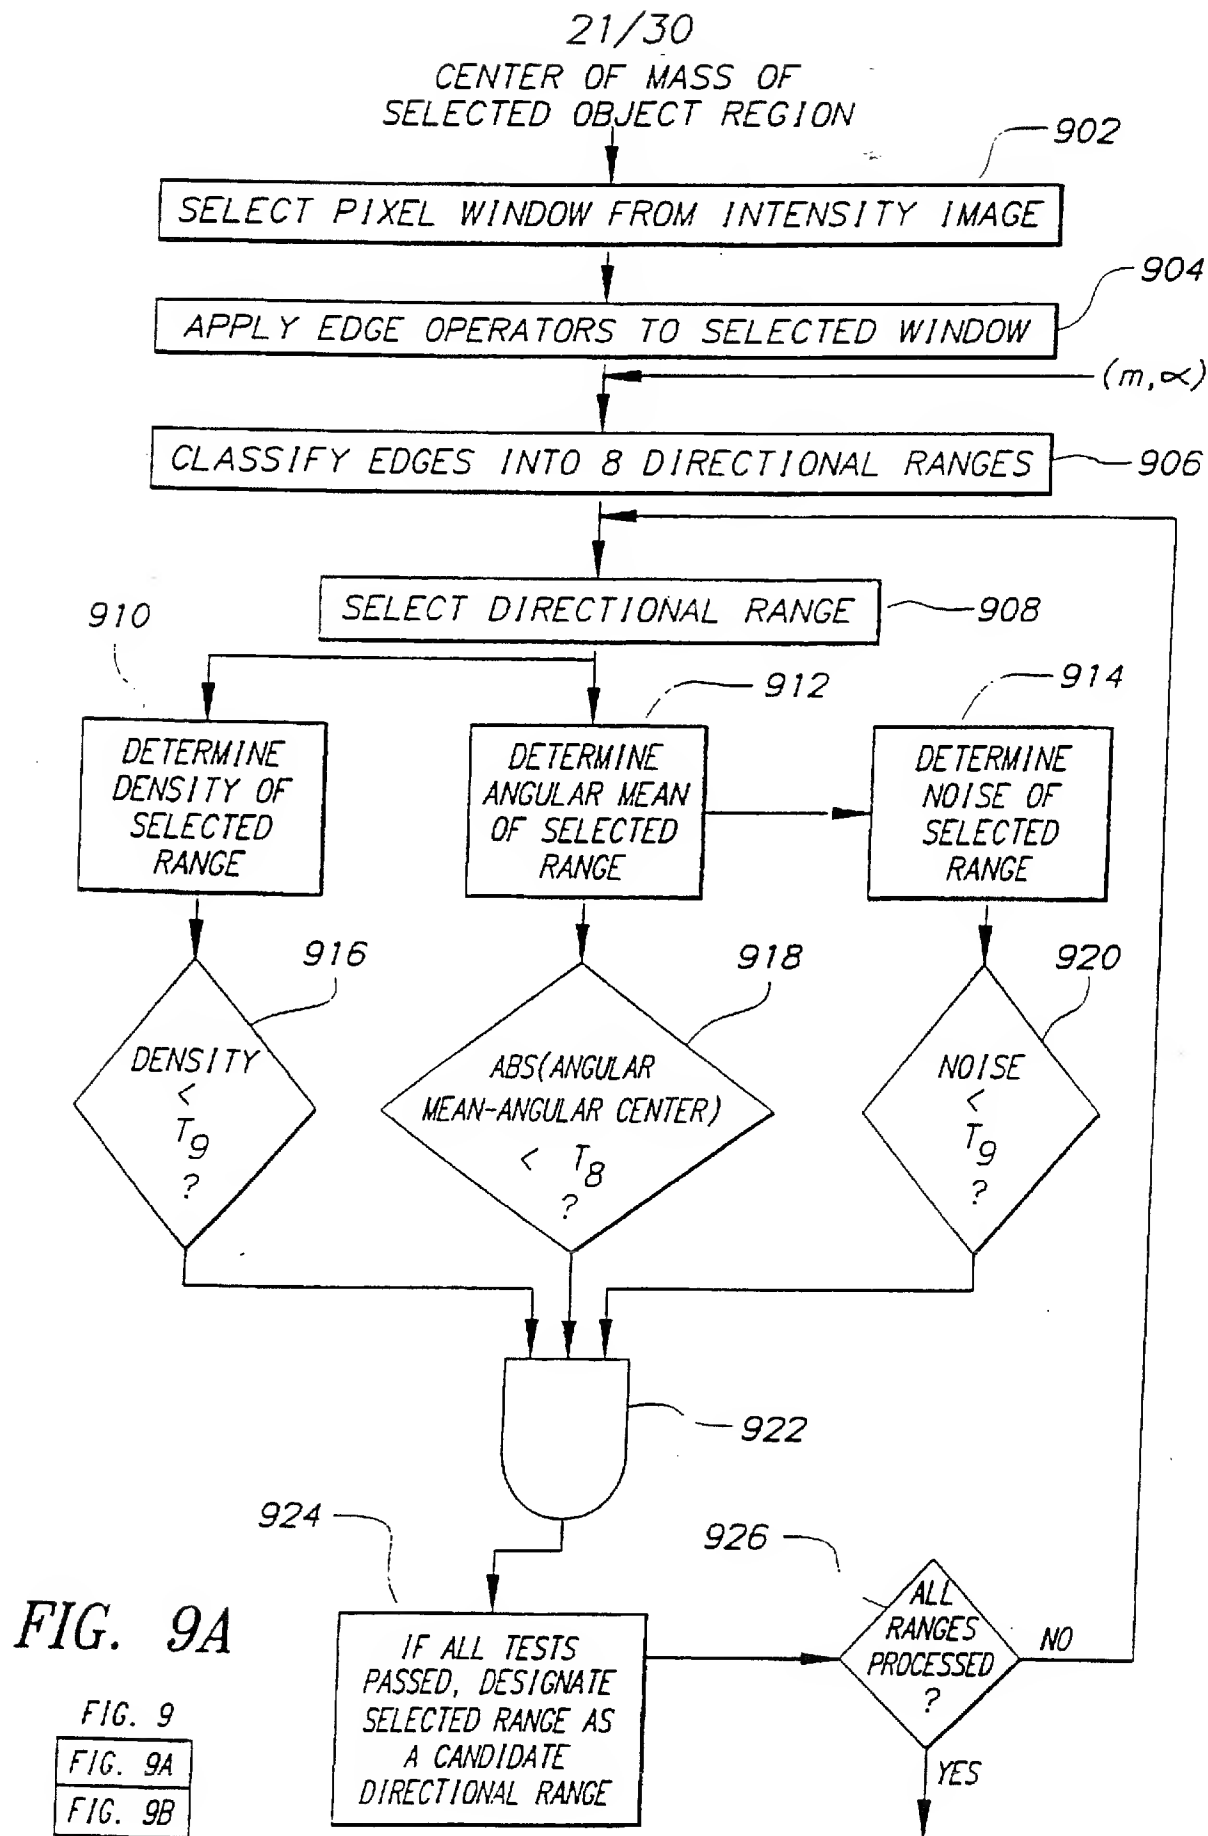 21/30
CENTER OF MASS OF
SELECTED OBJECT REGION
902
SELECT PIXEL WINDOW FROM INTENSITY IMAGE
904
APPLY EDGE OPERATORS TO SELECTED WINDOW
(m,∝)
CLASSIFY EDGES INTO 8 DIRECTIONAL RANGES
906
SELECT DIRECTIONAL RANGE
908
910
912
914
DETERMINE
DENSITY OF
SELECTED
RANGE
DETERMINE
ANGULAR MEAN
OF SELECTED
RANGE
DETERMINE
NOISE OF
SELECTED
RANGE
916
918
920
DENSITY
<
T9
?
ABS(ANGULAR
MEAN-ANGULAR CENTER)
< T8
?
NOISE
<
T9
?
922
924
926
IF ALL TESTS
PASSED, DESIGNATE
SELECTED RANGE AS
A CANDIDATE
DIRECTIONAL RANGE
ALL
RANGES
PROCESSED
?
NO
YES
FIG. 9A
FIG. 9
FIG. 9A
FIG. 9B